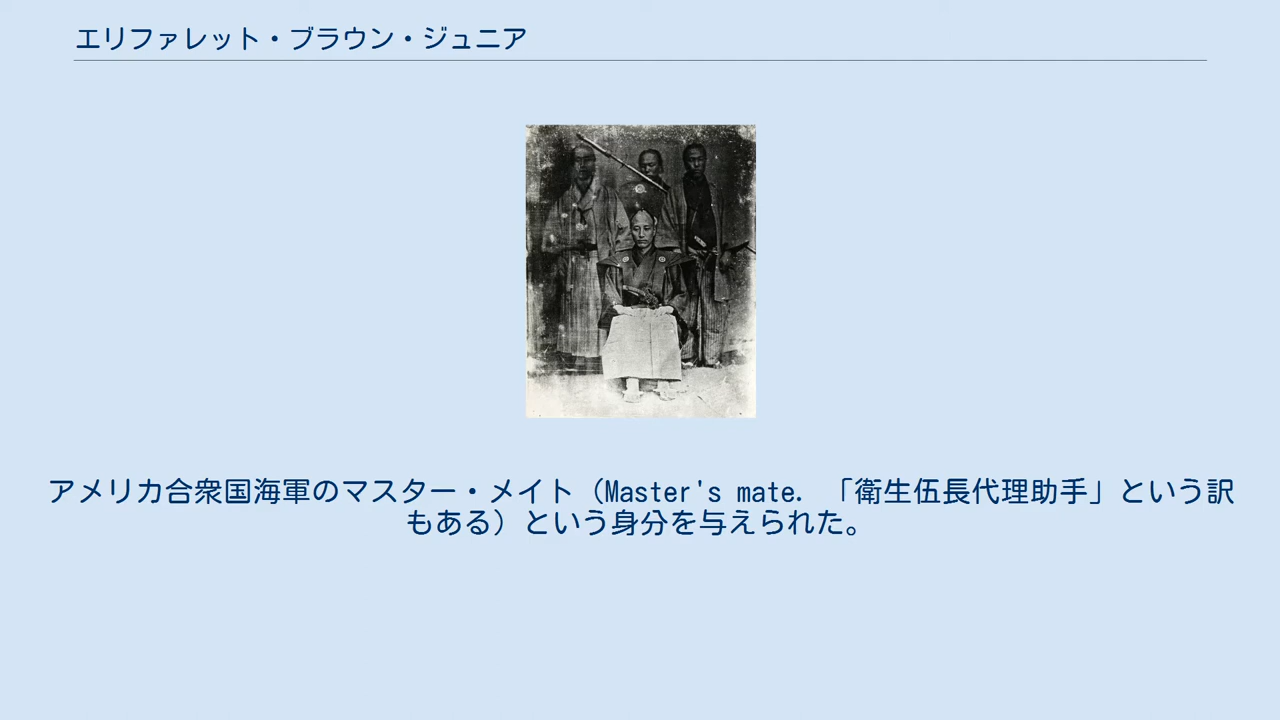 エリファレット・ブラウン・ジュニア
アメリカ合衆国海軍のマスター・メイト（Master's mate. 「衛生伍長代理助手」という訳
もある）という身分を与えられた。